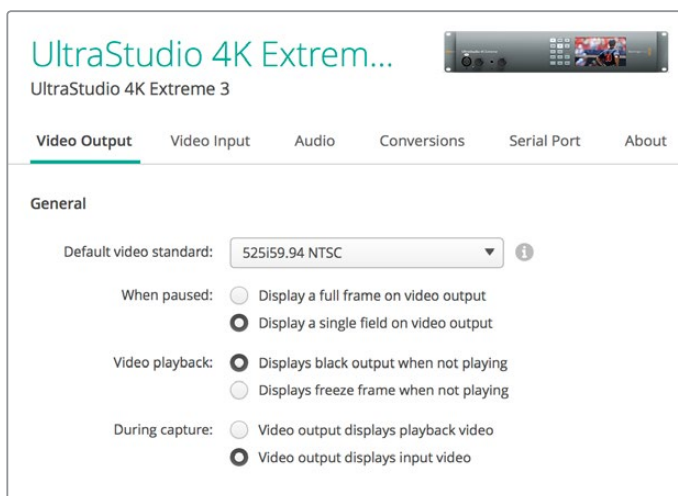 UltraStudio 4K Extrem...
UltraStudio 4K Extreme 3
Video Output Video Input Audio Conversions Serial Port About
General
Default video standard: 525i59.94 NTSC
When paused: Display a full frame on video output
Display a single field on video output
Video playback: Displays black output when not playing
Displays freeze frame when not playing
During capture: Video output displays playback video
Video output displays input video